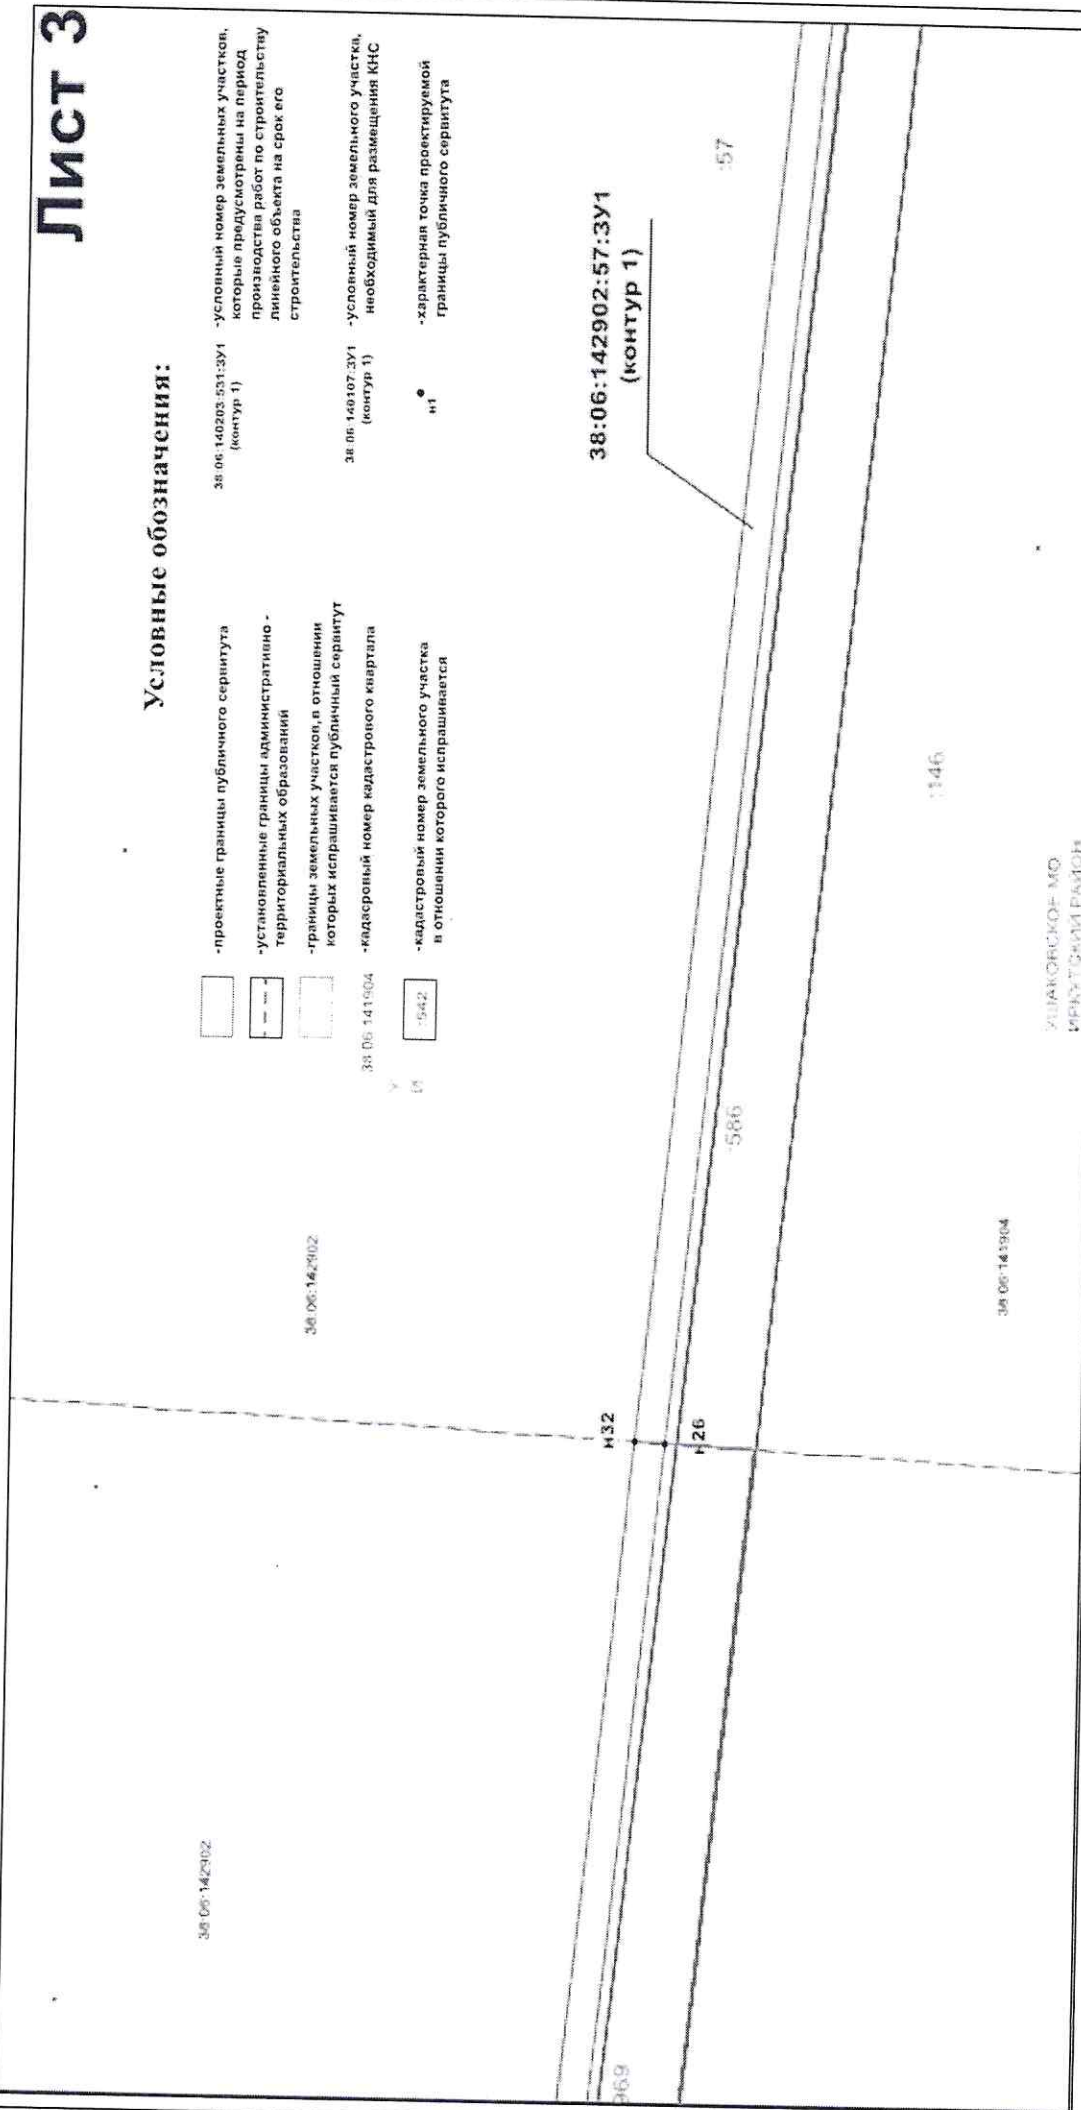 Лист 3
Условные обозначения:
-проектные границы публичного сервитута
-установленные границы административно -
территориальных образований
-границы земельных участков,в отношении
которых испрашивается публичный сервитут
38:06:141904 -кадасровый номер кадастрового квартала
:542 -кадастровый номер земельного участка
в отношении которого испрашивается
38:06:140203:531:ЗУ1 -условный номер земельных участков,
(контур 1) которые предусмотрены на период
производства работ по строительству
линейного объекта на срок его
строительства
38:06:140107:ЗУ1 -условный номер земельного участка,
(контур 1) необходимый для размещения КНС
н1 -характерная точка проектируемой
границы публичного сервитута
38:06:142902
38:06:142902
38:06:142902:57:ЗУ1
(контур 1)
:57
н32
н26
:586
:146
969
38:06:141904
УШАКОВСКОЕ МО
ИРКУТСКИЙ РАЙОН